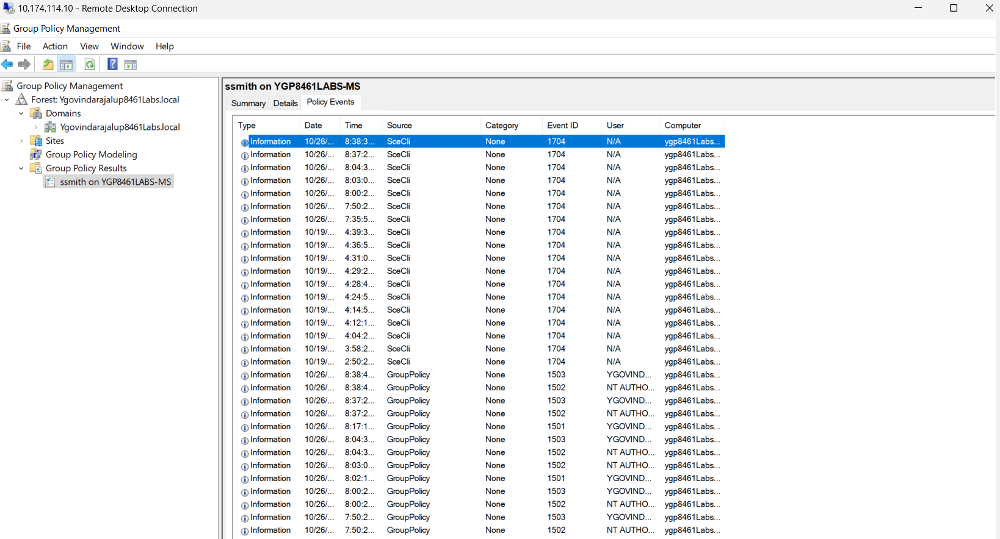 10.174.114.10 - Remote Desktop Connection
Group Policy Management
File Action View Window Help
Group Policy Management
Forest: Ygovindarajalup8461Labs.local
Domains
Ygovindarajalup8461Labs.local
Sites
Group Policy Modeling
Group Policy Results
ssmith on YGP8461LABS-MS
ssmith on YGP8461LABS-MS
Summary Details Policy Events
Type Date Time Source Category Event ID User Computer
Information 10/26/... 8:38:3... SceCli None 1704 N/A ygp8461Labs...
Information 10/26/... 8:37:2... SceCli None 1704 N/A ygp8461Labs...
Information 10/26/... 8:04:3... SceCli None 1704 N/A ygp8461Labs...
Information 10/26/... 8:03:0... SceCli None 1704 N/A ygp8461Labs...
Information 10/26/... 8:00:2... SceCli None 1704 N/A ygp8461Labs...
Information 10/26/... 7:50:2... SceCli None 1704 N/A ygp8461Labs...
Information 10/26/... 7:35:5... SceCli None 1704 N/A ygp8461Labs...
Information 10/19/... 4:39:3... SceCli None 1704 N/A ygp8461Labs...
Information 10/19/... 4:36:5... SceCli None 1704 N/A ygp8461Labs...
Information 10/19/... 4:31:0... SceCli None 1704 N/A ygp8461Labs...
Information 10/19/... 4:29:2... SceCli None 1704 N/A ygp8461Labs...
Information 10/19/... 4:28:4... SceCli None 1704 N/A ygp8461Labs...
Information 10/19/... 4:24:5... SceCli None 1704 N/A ygp8461Labs...
Information 10/19/... 4:14:5... SceCli None 1704 N/A ygp8461Labs...
Information 10/19/... 4:12:1... SceCli None 1704 N/A ygp8461Labs...
Information 10/19/... 4:04:2... SceCli None 1704 N/A ygp8461Labs...
Information 10/19/... 3:58:2... SceCli None 1704 N/A ygp8461Labs...
Information 10/19/... 2:50:2... SceCli None 1704 N/A ygp8461Labs...
Information 10/26/... 8:38:4... GroupPolicy None 1503 YGOVIND... ygp8461Labs...
Information 10/26/... 8:38:4... GroupPolicy None 1502 NT AUTHO... ygp8461Labs...
Information 10/26/... 8:37:2... GroupPolicy None 1503 YGOVIND... ygp8461Labs...
Information 10/26/... 8:37:2... GroupPolicy None 1502 NT AUTHO... ygp8461Labs...
Information 10/26/... 8:17:1... GroupPolicy None 1501 YGOVIND... ygp8461Labs...
Information 10/26/... 8:04:3... GroupPolicy None 1503 YGOVIND... ygp8461Labs...
Information 10/26/... 8:04:3... GroupPolicy None 1502 NT AUTHO... ygp8461Labs...
Information 10/26/... 8:03:0... GroupPolicy None 1502 NT AUTHO... ygp8461Labs...
Information 10/26/... 8:02:1... GroupPolicy None 1501 YGOVIND... ygp8461Labs...
Information 10/26/... 8:00:2... GroupPolicy None 1503 YGOVIND... ygp8461Labs...
Information 10/26/... 8:00:2... GroupPolicy None 1502 NT AUTHO... ygp8461Labs...
Information 10/26/... 7:50:2... GroupPolicy None 1503 YGOVIND... ygp8461Labs...
Information 10/26/... 7:50:2... GroupPolicy None 1502 NT AUTHO... ygp8461Labs...